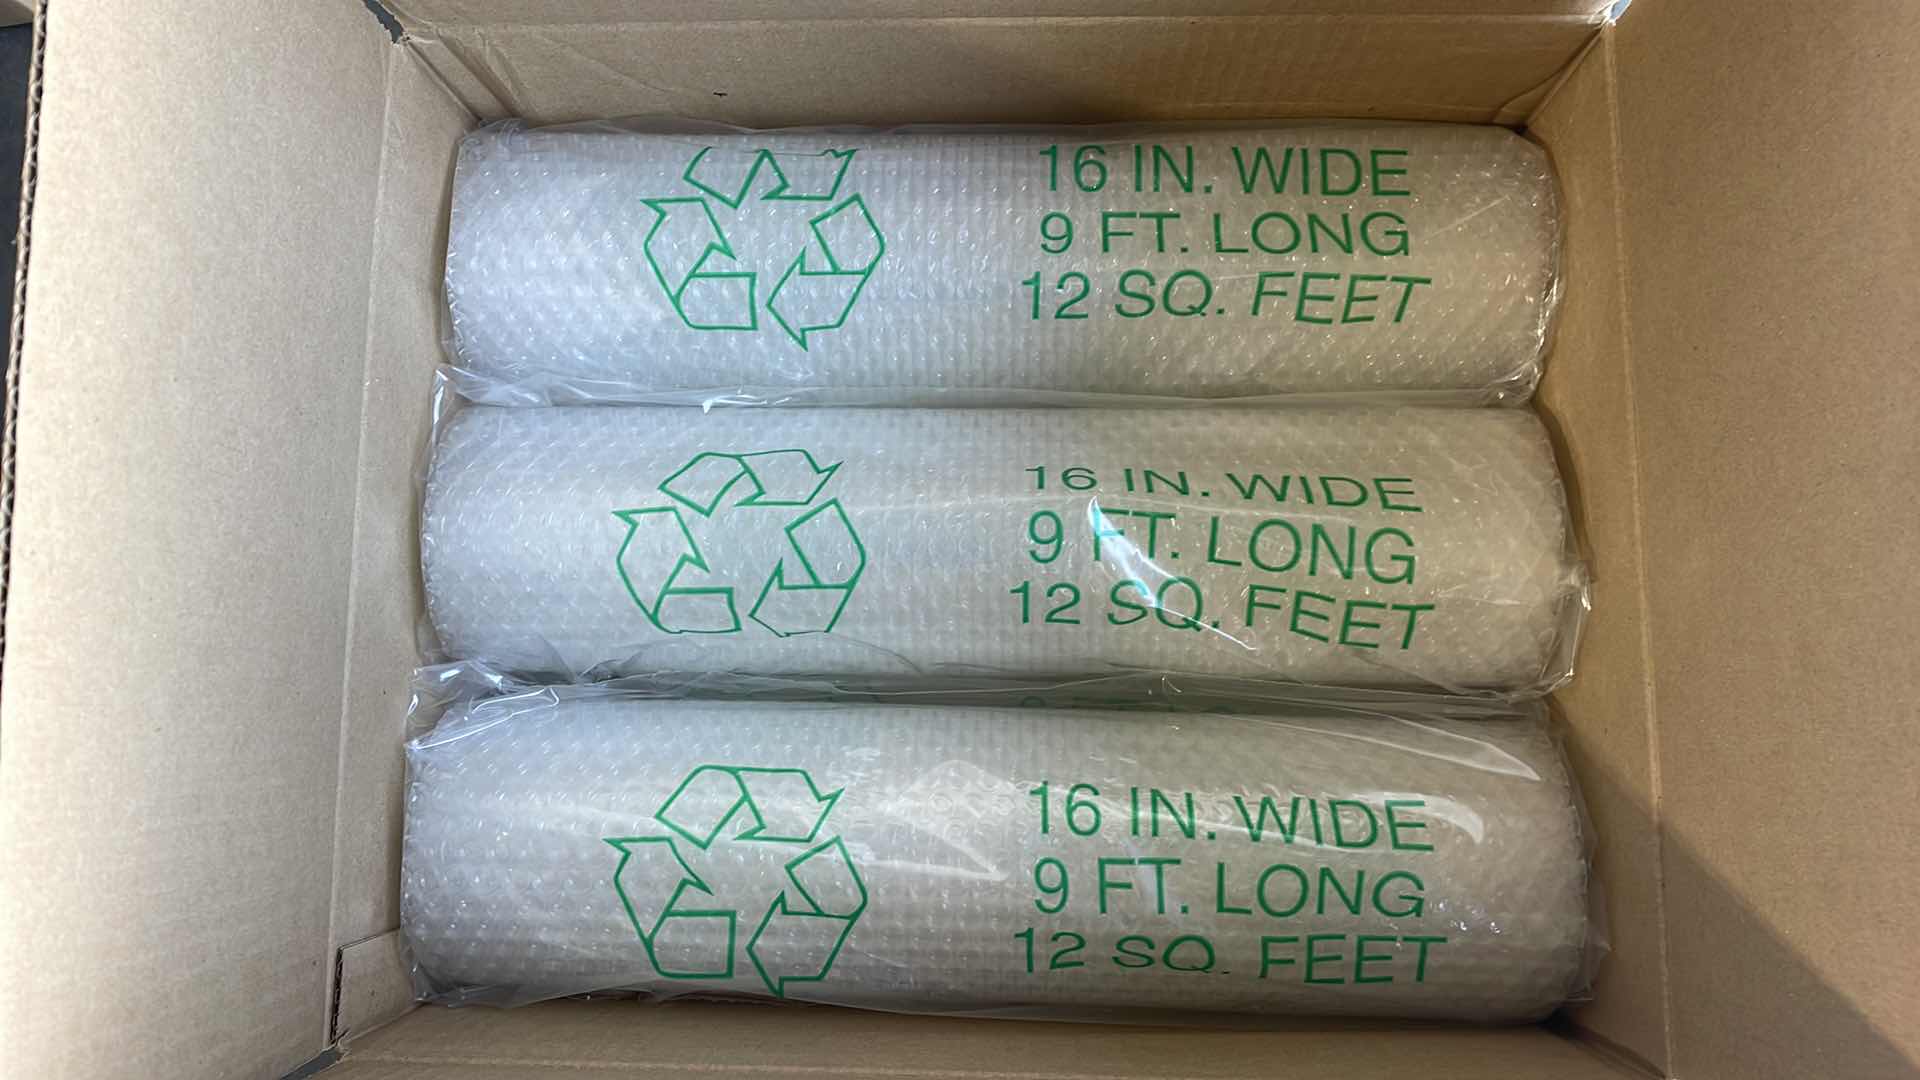 16 IN. WIDE
9 FT. LONG
12 SQ. FEET
16 IN. WIDE
9 FT. LONG
12 SQ. FEET
16 IN. WIDE
9 FT. LONG
12 SQ. FEET